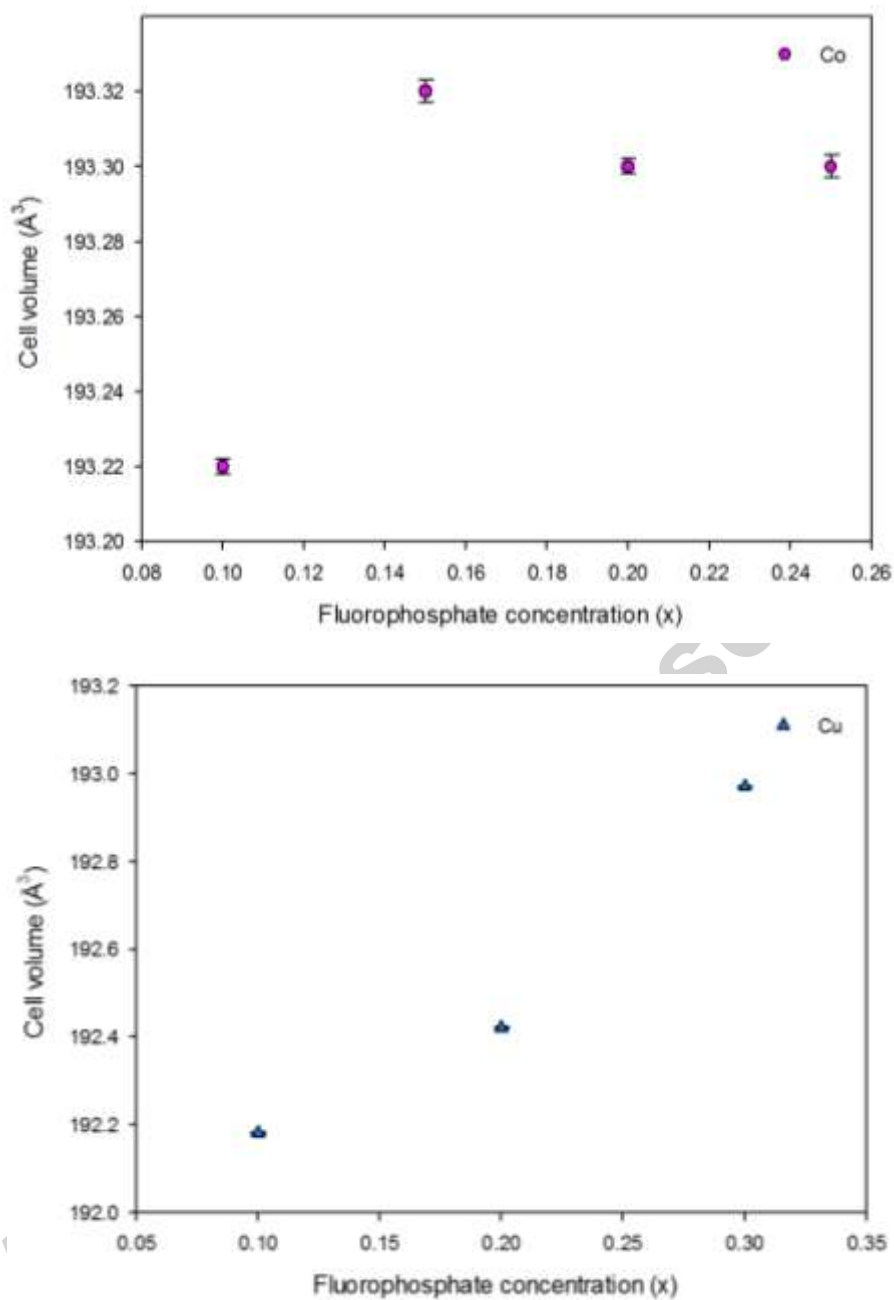 Co
193.32
193.30
193.28
193.26
193.24
193.22
193.20
Cell volume (Å³)
0.08 0.10 0.12 0.14 0.16 0.18 0.20 0.22 0.24 0.26
Fluorophosphate concentration (x)
193.2
Cu
193.0
192.8
192.6
192.4
192.2
192.0
Cell volume (Å³)
0.05 0.10 0.15 0.20 0.25 0.30 0.35
Fluorophosphate concentration (x)